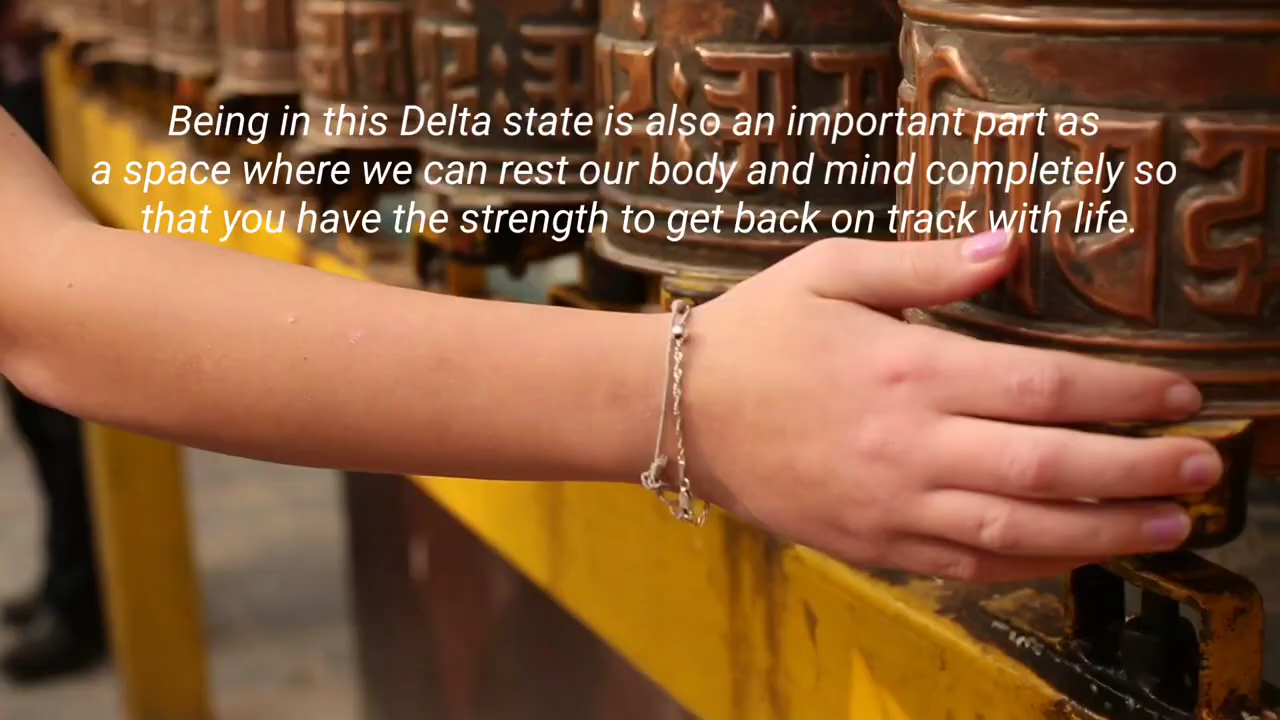 Being in this Delta state is also an important part as
a space where we can rest our body and mind completely so
that you have the strength to get back on track with life.